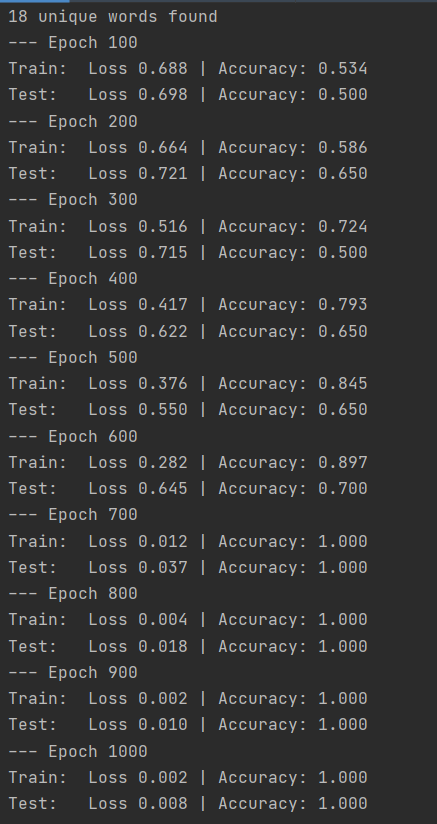 18 unique words found
--- Epoch 100
Train:  Loss 0.688 | Accuracy: 0.534
Test:   Loss 0.698 | Accuracy: 0.500
--- Epoch 200
Train:  Loss 0.664 | Accuracy: 0.586
Test:   Loss 0.721 | Accuracy: 0.650
--- Epoch 300
Train:  Loss 0.516 | Accuracy: 0.724
Test:   Loss 0.715 | Accuracy: 0.500
--- Epoch 400
Train:  Loss 0.417 | Accuracy: 0.793
Test:   Loss 0.622 | Accuracy: 0.650
--- Epoch 500
Train:  Loss 0.376 | Accuracy: 0.845
Test:   Loss 0.550 | Accuracy: 0.650
--- Epoch 600
Train:  Loss 0.282 | Accuracy: 0.897
Test:   Loss 0.645 | Accuracy: 0.700
--- Epoch 700
Train:  Loss 0.012 | Accuracy: 1.000
Test:   Loss 0.037 | Accuracy: 1.000
--- Epoch 800
Train:  Loss 0.004 | Accuracy: 1.000
Test:   Loss 0.018 | Accuracy: 1.000
--- Epoch 900
Train:  Loss 0.002 | Accuracy: 1.000
Test:   Loss 0.010 | Accuracy: 1.000
--- Epoch 1000
Train:  Loss 0.002 | Accuracy: 1.000
Test:   Loss 0.008 | Accuracy: 1.000